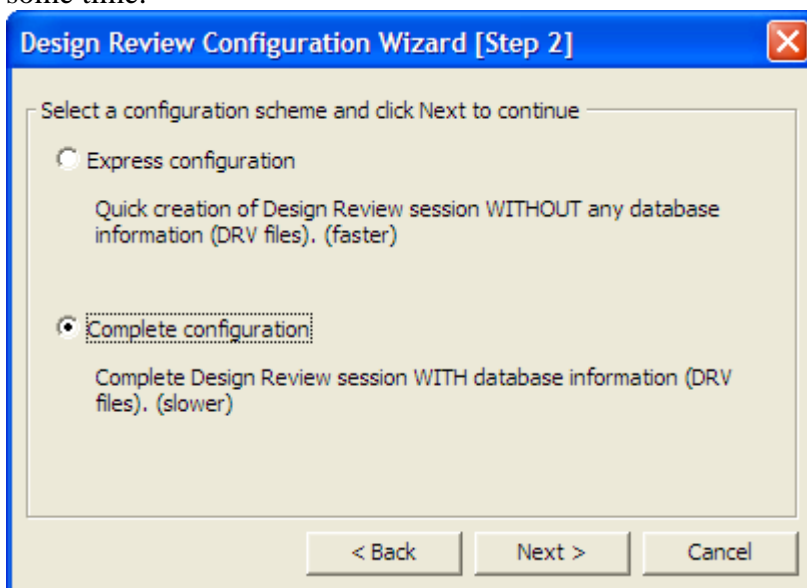 some time.
Design Review Configuration Wizard [Step 2]
Select a configuration scheme and click Next to continue
Express configuration
Quick creation of Design Review session WITHOUT any database
information (DRV files). (faster)
Complete configuration
Complete Design Review session WITH database information (DRV
files). (slower)
< Back
Next >
Cancel